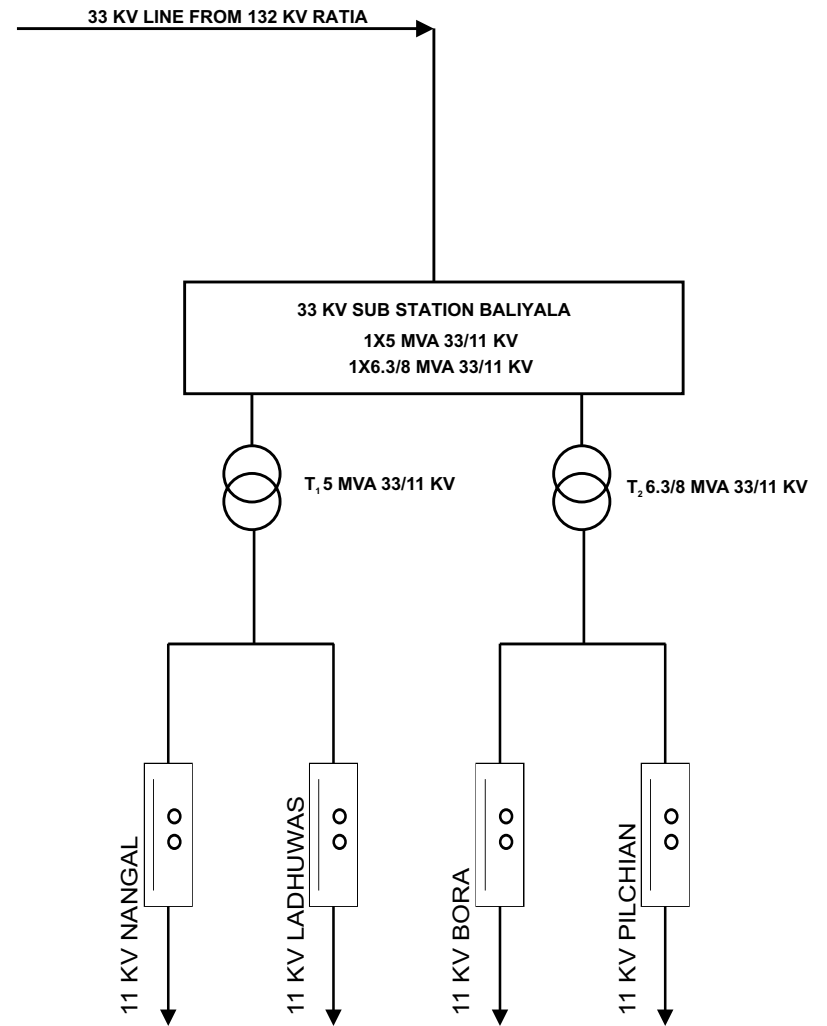 33 KV LINE FROM 132 KV RATIA
33 KV SUB STATION BALIYALA
1X5 MVA 33/11 KV
1X6.3/8 MVA 33/11 KV
T₁ 5 MVA 33/11 KV
T₂ 6.3/8 MVA 33/11 KV
11 KV NANGAL
11 KV LADHUWAS
11 KV BORA
11 KV PILCHIAN